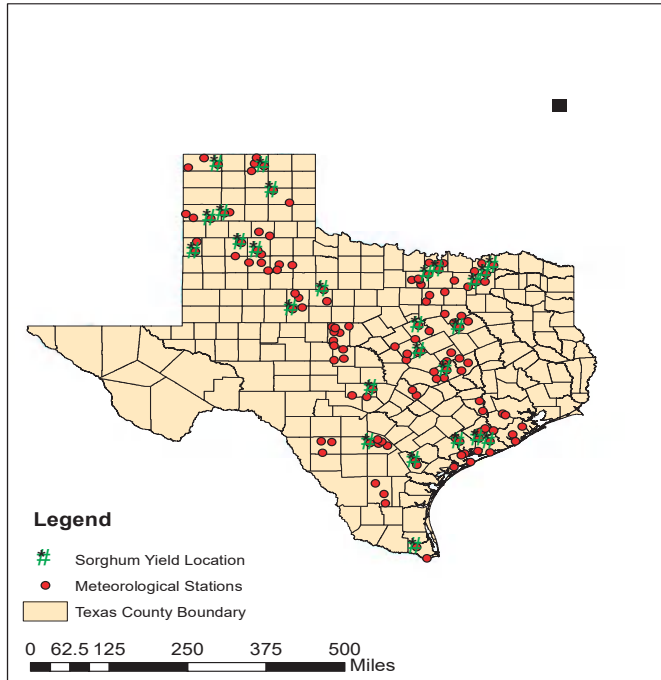 Legend
Sorghum Yield Location
Meteorological Stations
Texas County Boundary
0 62.5 125 250 375 500
Miles